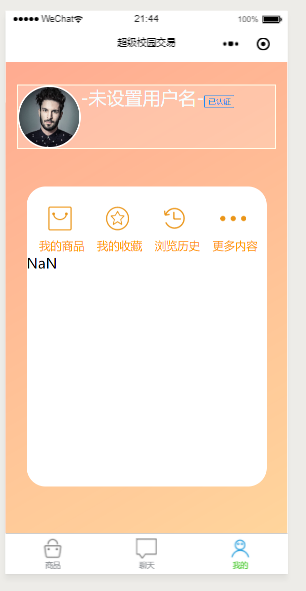 WeChat 21:44 100%
超级校园交易
-未设置用户名- 已认证
我的商品 我的收藏 浏览历史 更多内容
NaN
商品 聊天 我的